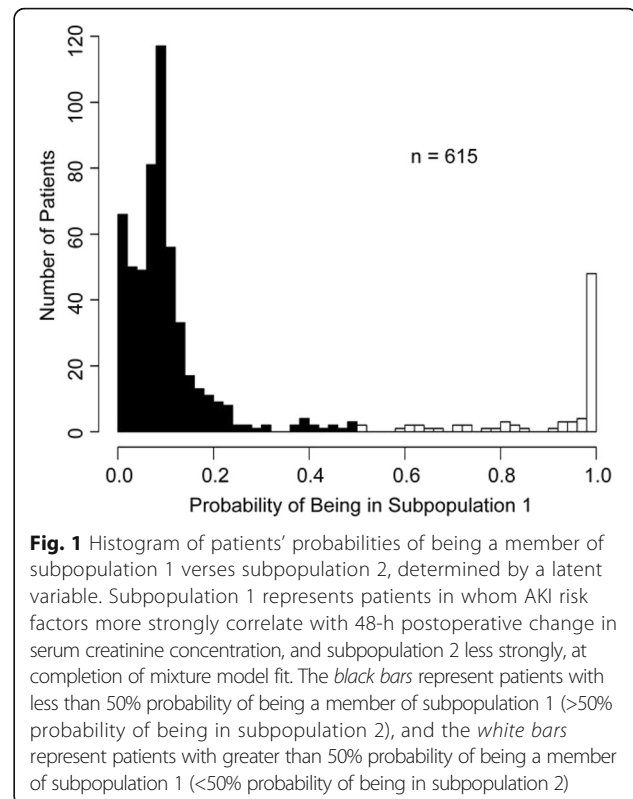 120
100
80
60
40
20
0
Number of Patients
n = 615
0.0 0.2 0.4 0.6 0.8 1.0
Probability of Being in Subpopulation 1
Fig. 1 Histogram of patients' probabilities of being a member of
subpopulation 1 verses subpopulation 2, determined by a latent
variable. Subpopulation 1 represents patients in whom AKI risk
factors more strongly correlate with 48-h postoperative change in
serum creatinine concentration, and subpopulation 2 less strongly, at
completion of mixture model fit. The black bars represent patients with
less than 50% probability of being a member of subpopulation 1 (>50%
probability of being in subpopulation 2), and the white bars
represent patients with greater than 50% probability of being a member
of subpopulation 1 (<50% probability of being in subpopulation 2)